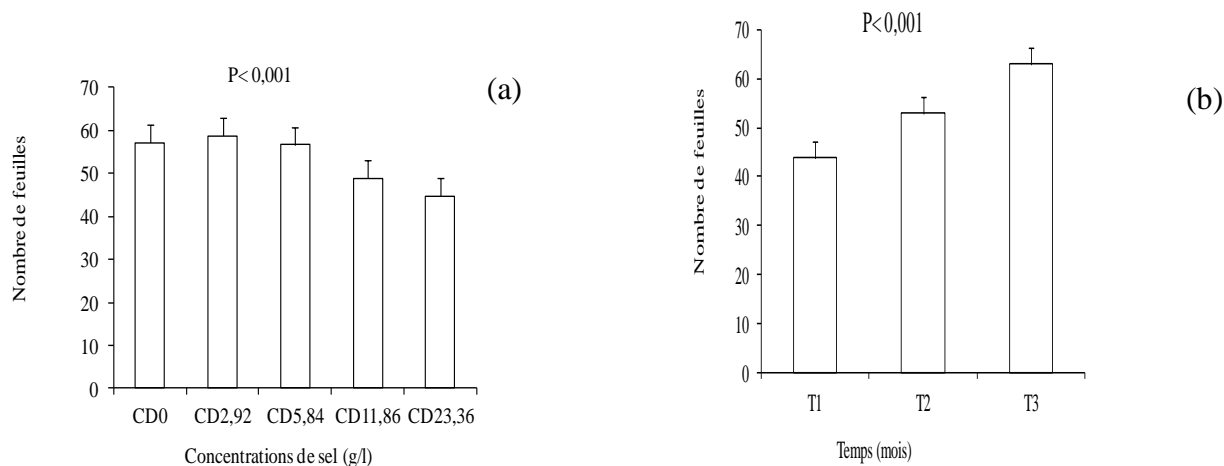 P< 0,001
(a)
Nombre de feuilles
70
60
50
40
30
20
10
0
CD0 CD2,92 CD5,84 CD11,86 CD23,36
Concentrations de sel (g/l)
P<0,001
(b)
Nombre de feuilles
70
60
50
40
30
20
10
0
T1 T2 T3
Temps (mois)